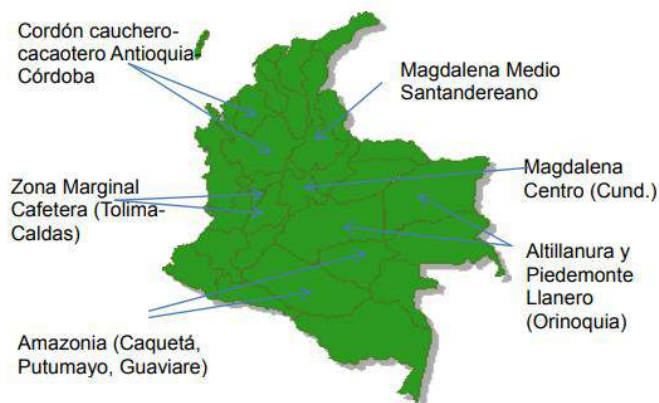 Cordón cauchero-
cacaotero Antioquia-
Córdoba
Magdalena Medio
Santandereano
Zona Marginal
Cafetera (Tolima-
Caldas)
Magdalena
Centro (Cund.)
Altillanura y
Piedemonte
Llanero
(Orinoquia)
Amazonia (Caquetá,
Putumayo, Guaviare)